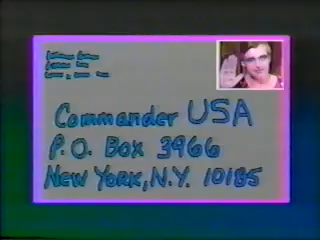 Commander USA
P.O. Box 3966
New York, N.Y. 10185